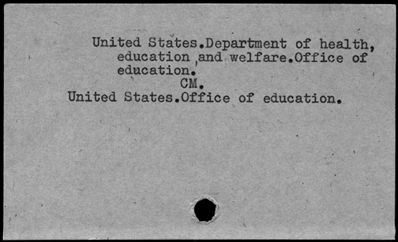 United States.Department of health,
education and welfare.Office of
education.
CM.
United States.Office of education.